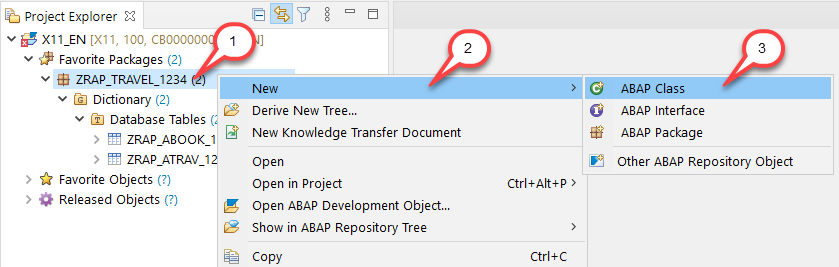 Project Explorer
X11_EN [X11, 100, CB0000000
N]
1
2
3
Favorite Packages (2)
ZRAP_TRAVEL_1234 (2)
Dictionary (2)
Database Tables (2)
ZRAP_ABOOK_1
ZRAP_ATRAV_12
Favorite Objects (?)
Released Objects (?)
New
Derive New Tree...
New Knowledge Transfer Document
Open
Open in Project Ctrl+Alt+P
Open ABAP Development Object...
Show in ABAP Repository Tree
Copy Ctrl+C
ABAP Class
ABAP Interface
ABAP Package
Other ABAP Repository Object